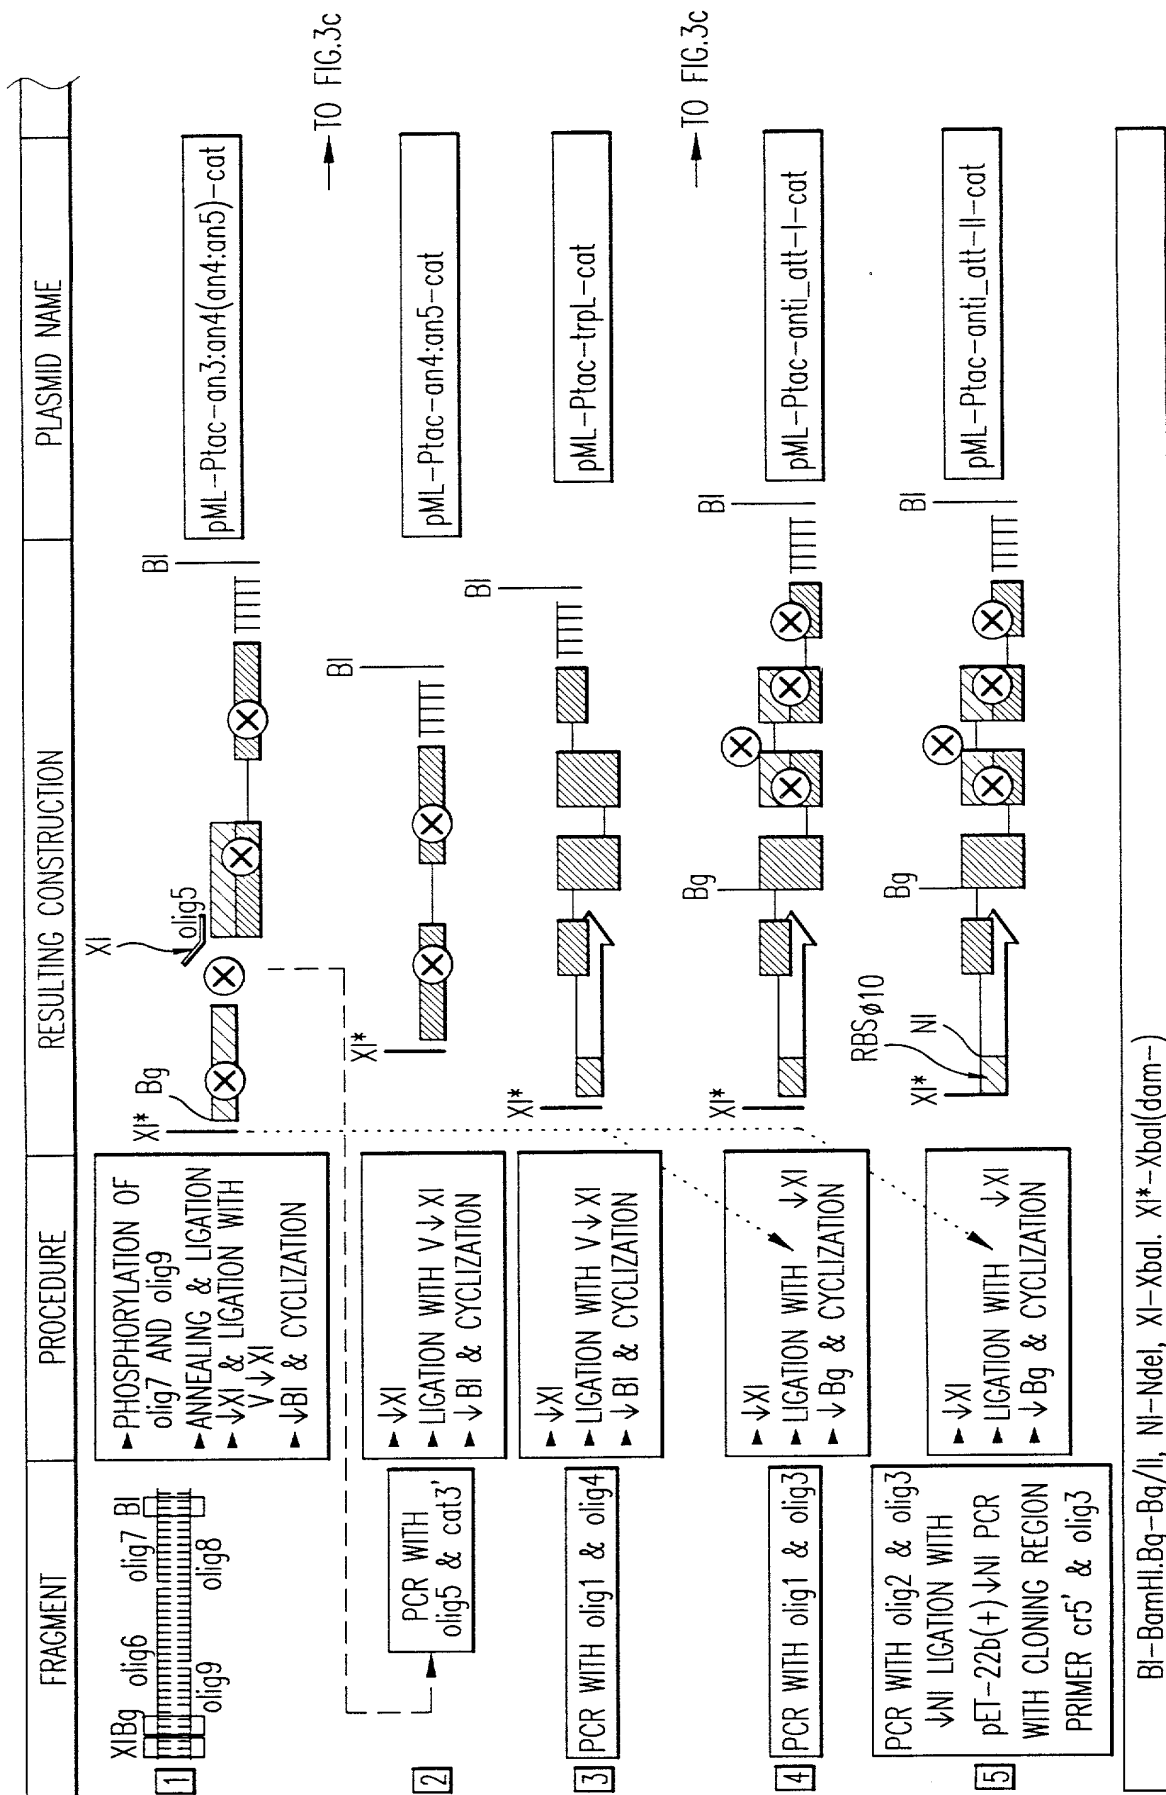 FRAGMENT
PROCEDURE
RESULTING CONSTRUCTION
PLASMID NAME
1
XI Bg
olig6
olig7
BI
olig9
olig8
PHOSPHORYLATION OF
olig7 AND olig9
ANNEALING & LIGATION
↓XI & LIGATION WITH
V↓XI
↓BI & CYCLIZATION
XI*
Bg
XI
olig5
TTTTT
BI
pML-Ptac-an3:an4(an4:an5)-cat
TO FIG.3c
2
PCR WITH
olig5 & cat3'
↓XI
LIGATION WITH V↓XI
↓BI & CYCLIZATION
XI*
TTTTT
BI
pML-Ptac-an4:an5-cat
3
PCR WITH olig1 & olig4
↓XI
LIGATION WITH V↓XI
↓BI & CYCLIZATION
XI*
TTTTT
BI
pML-Ptac-trpL-cat
TO FIG.3c
4
PCR WITH olig1 & olig3
↓XI
LIGATION WITH ↓XI
↓Bg & CYCLIZATION
XI*
Bg
TTTTT
BI
pML-Ptac-anti_att-I-cat
5
PCR WITH olig2 & olig3
↓NI LIGATION WITH
pET-22b(+)↓NI PCR
WITH CLONING REGION
PRIMER cr5' & olig3
↓XI
LIGATION WITH ↓XI
↓Bg & CYCLIZATION
XI*
RBSϕ10
NI
Bg
TTTTT
BI
pML-Ptac-anti_att-II-cat
BI-BamHI.Bg-Bg/II, NI-NdeI, XI-XbaI. XI*-XbaI(dam-)